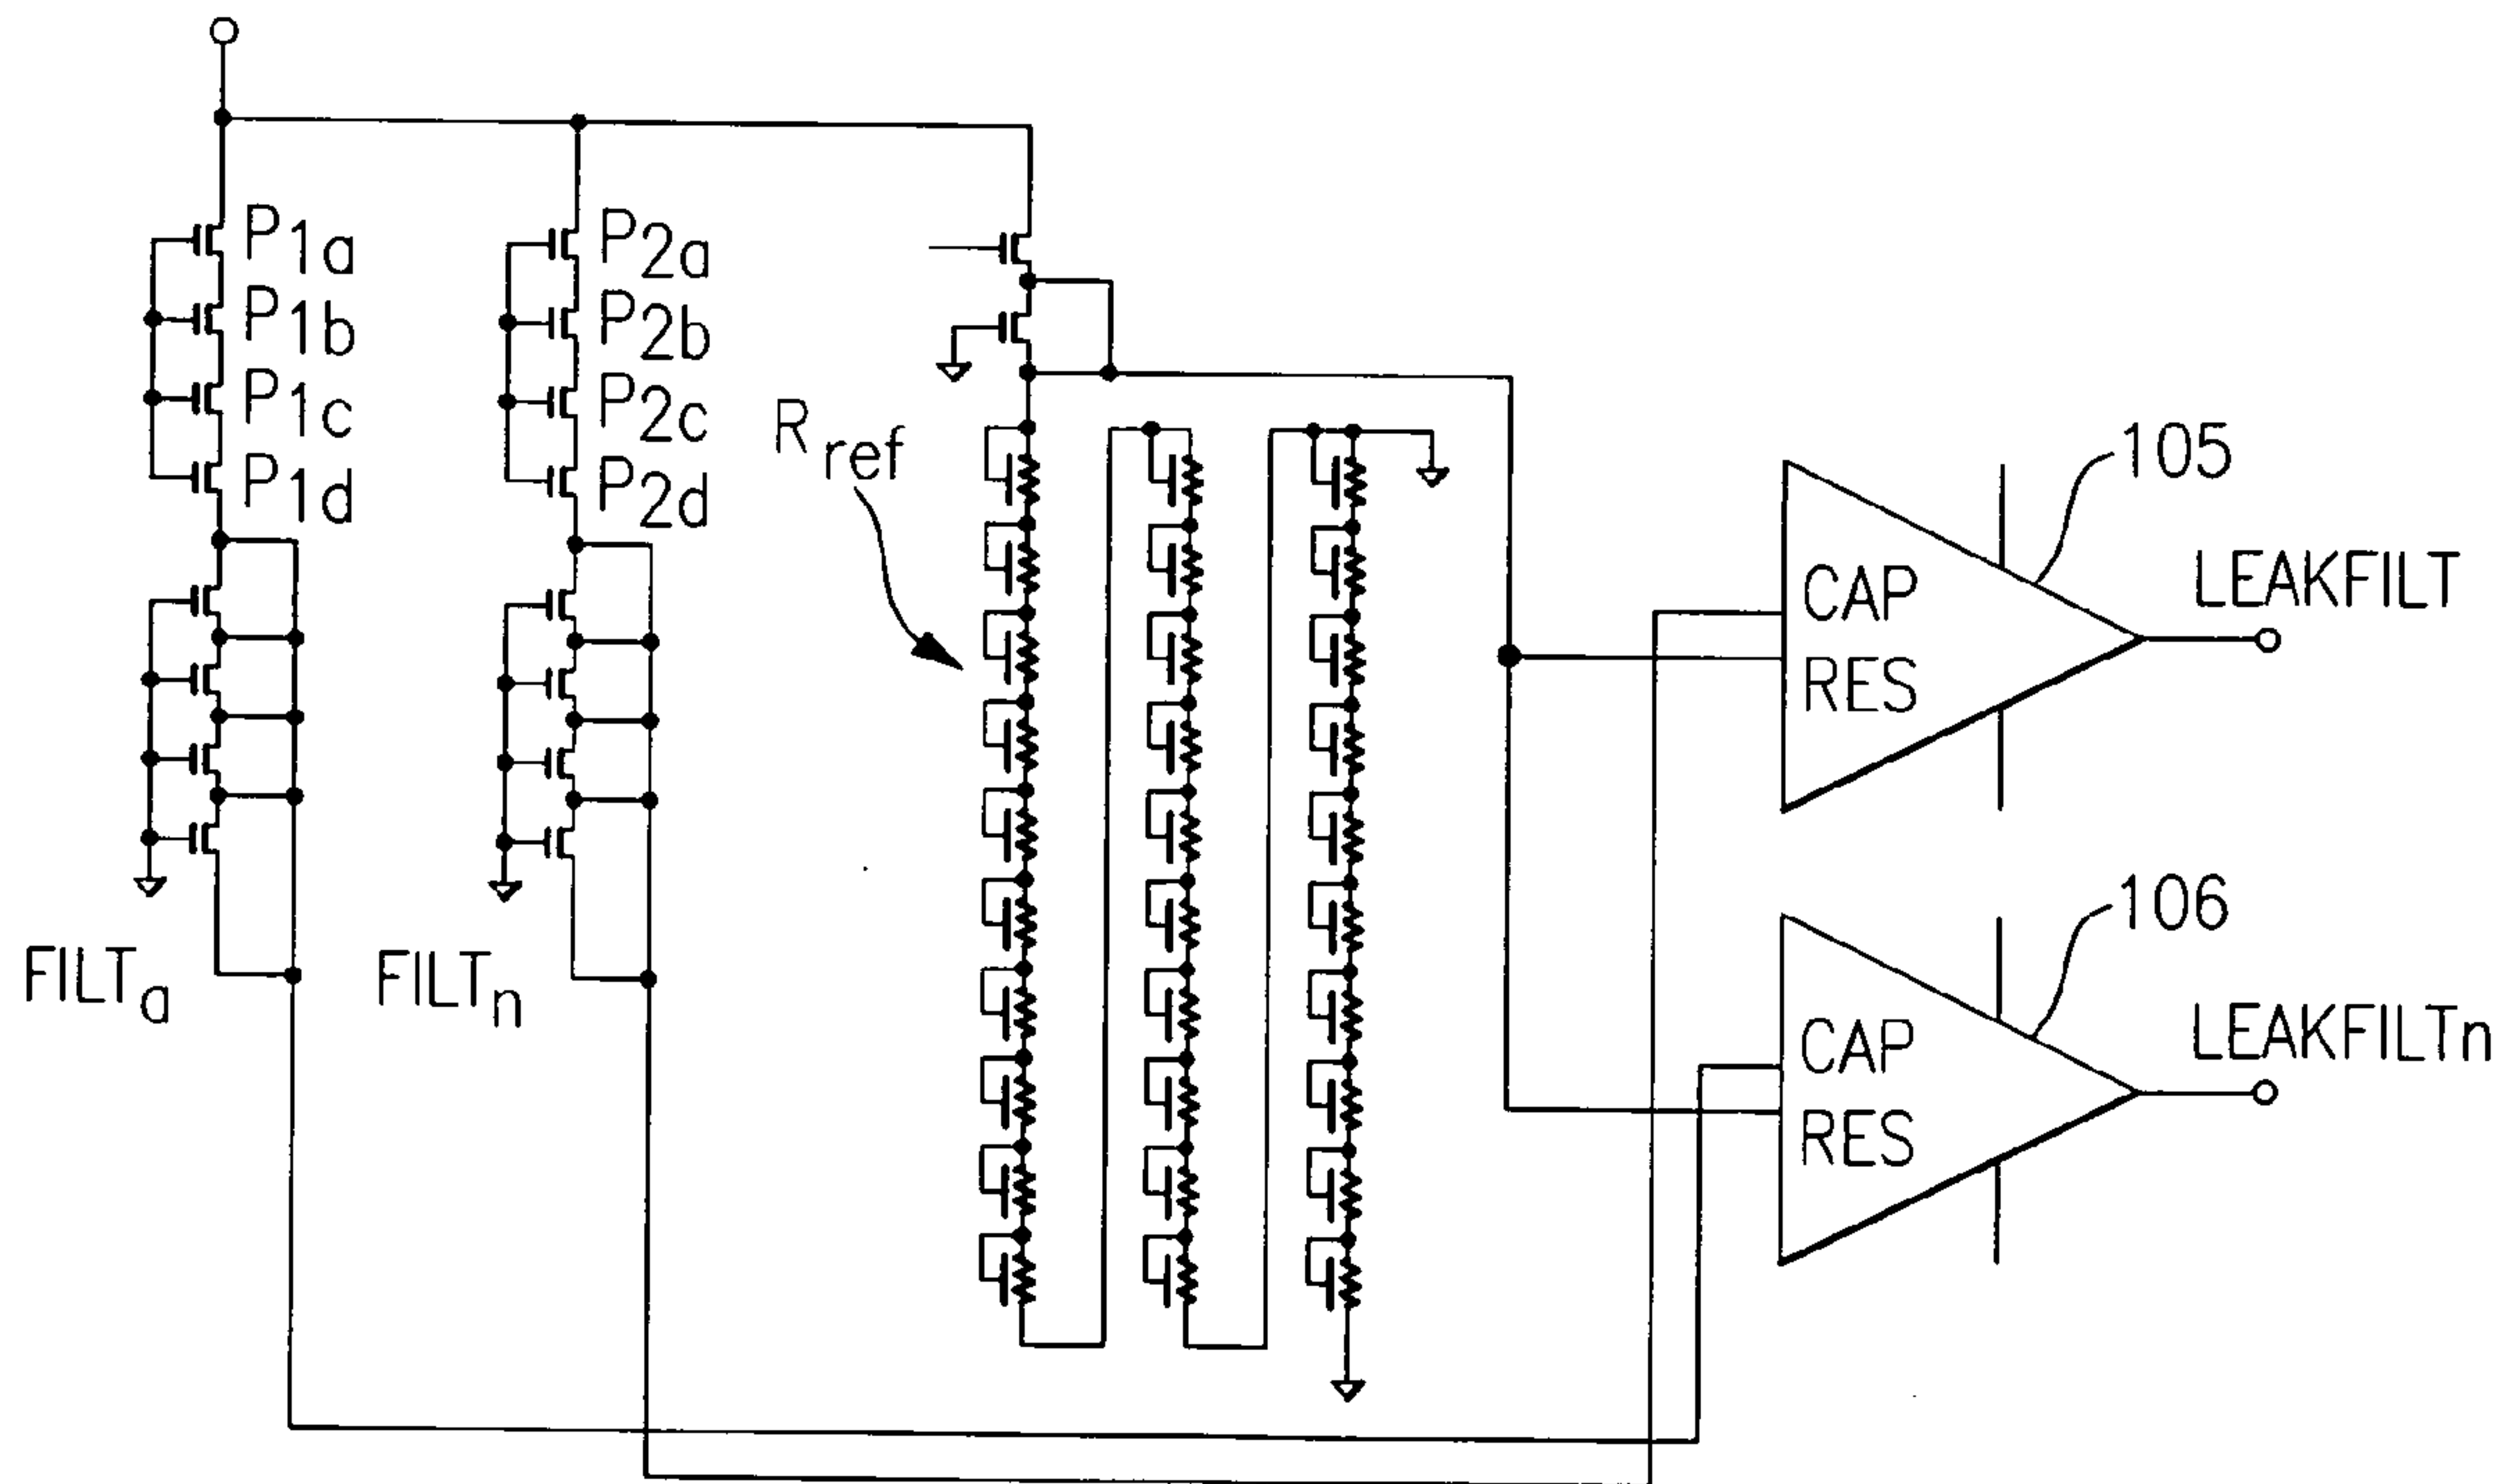 P1a
P1b
P1c
P1d
P2a
P2b
P2c
P2d
Rref
FILTa
FILTn
105
CAP
RES
LEAKFILT
106
CAP
RES
LEAKFILTn